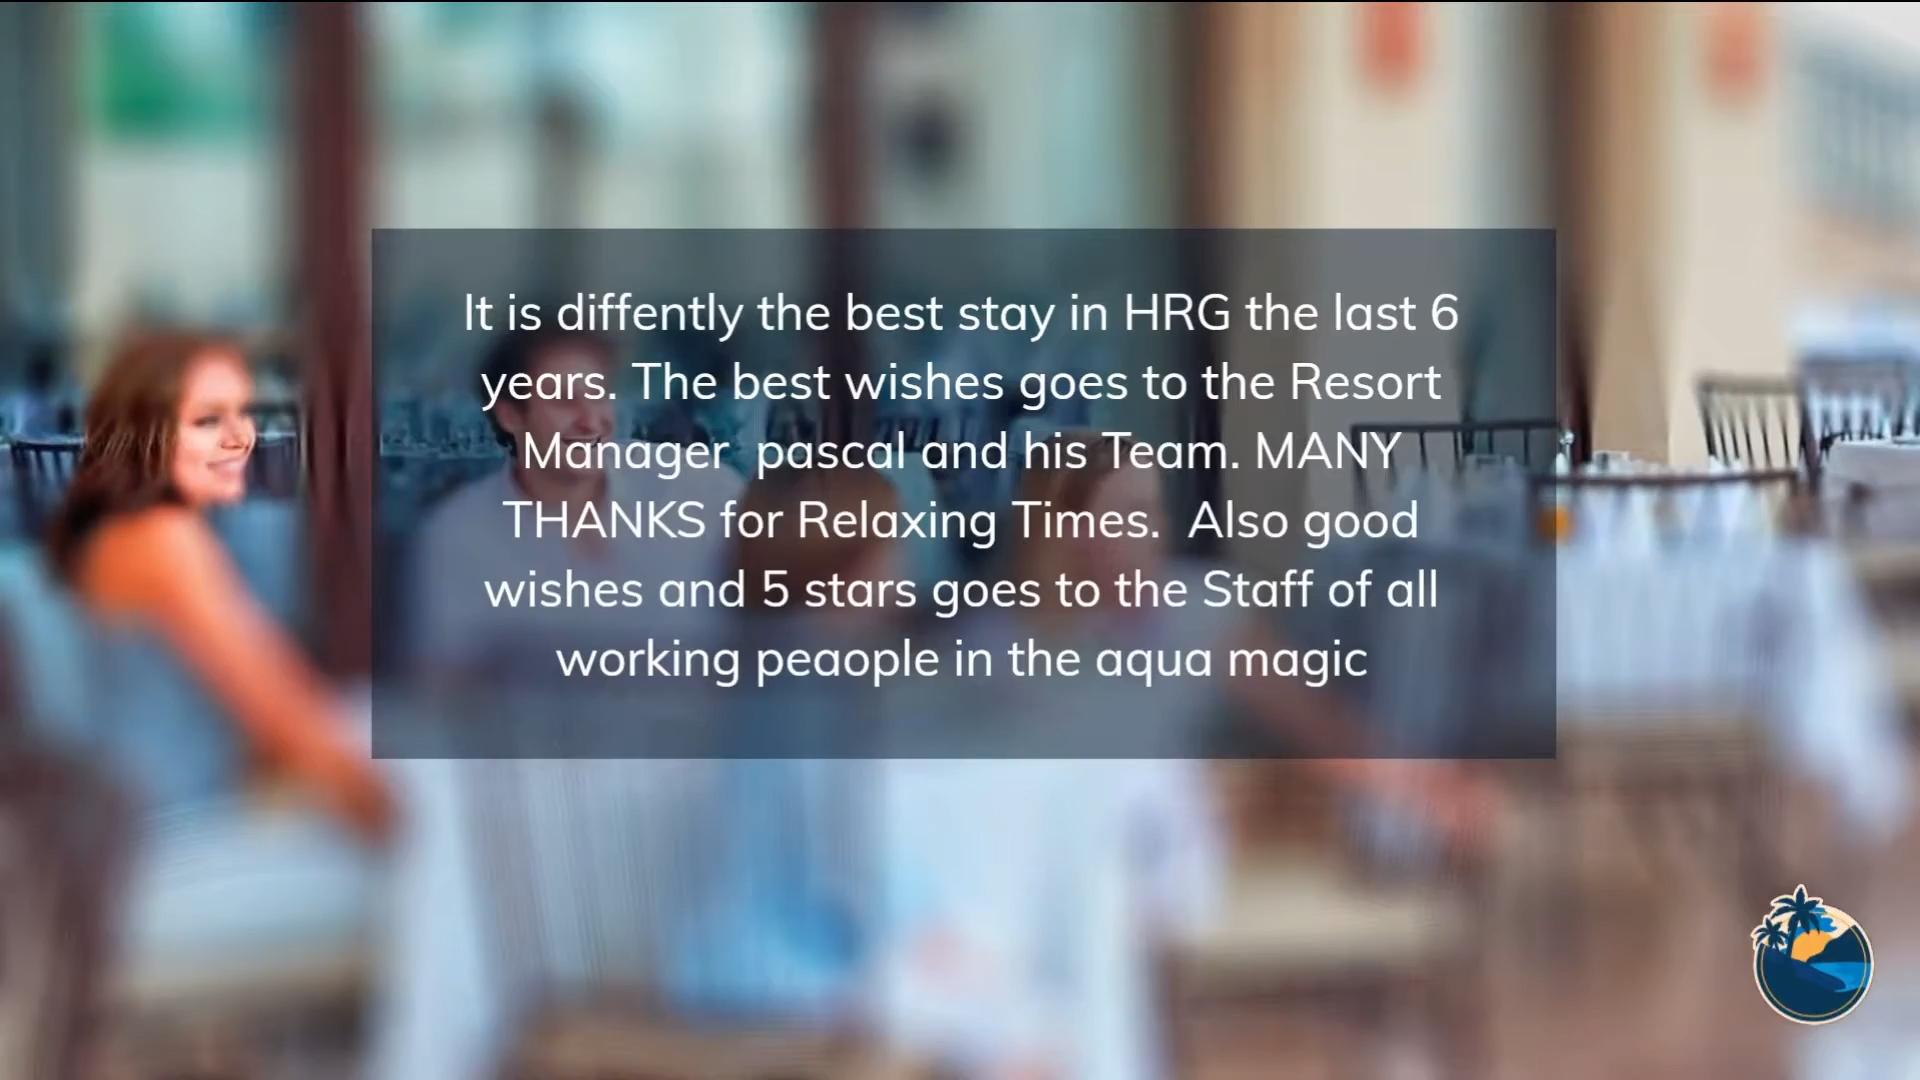 It is diffently the best stay in HRG the last 6
years. The best wishes goes to the Resort
Manager  pascal and his Team. MANY
THANKS for Relaxing Times.  Also good
wishes and 5 stars goes to the Staff of all
working peaople in the aqua magic